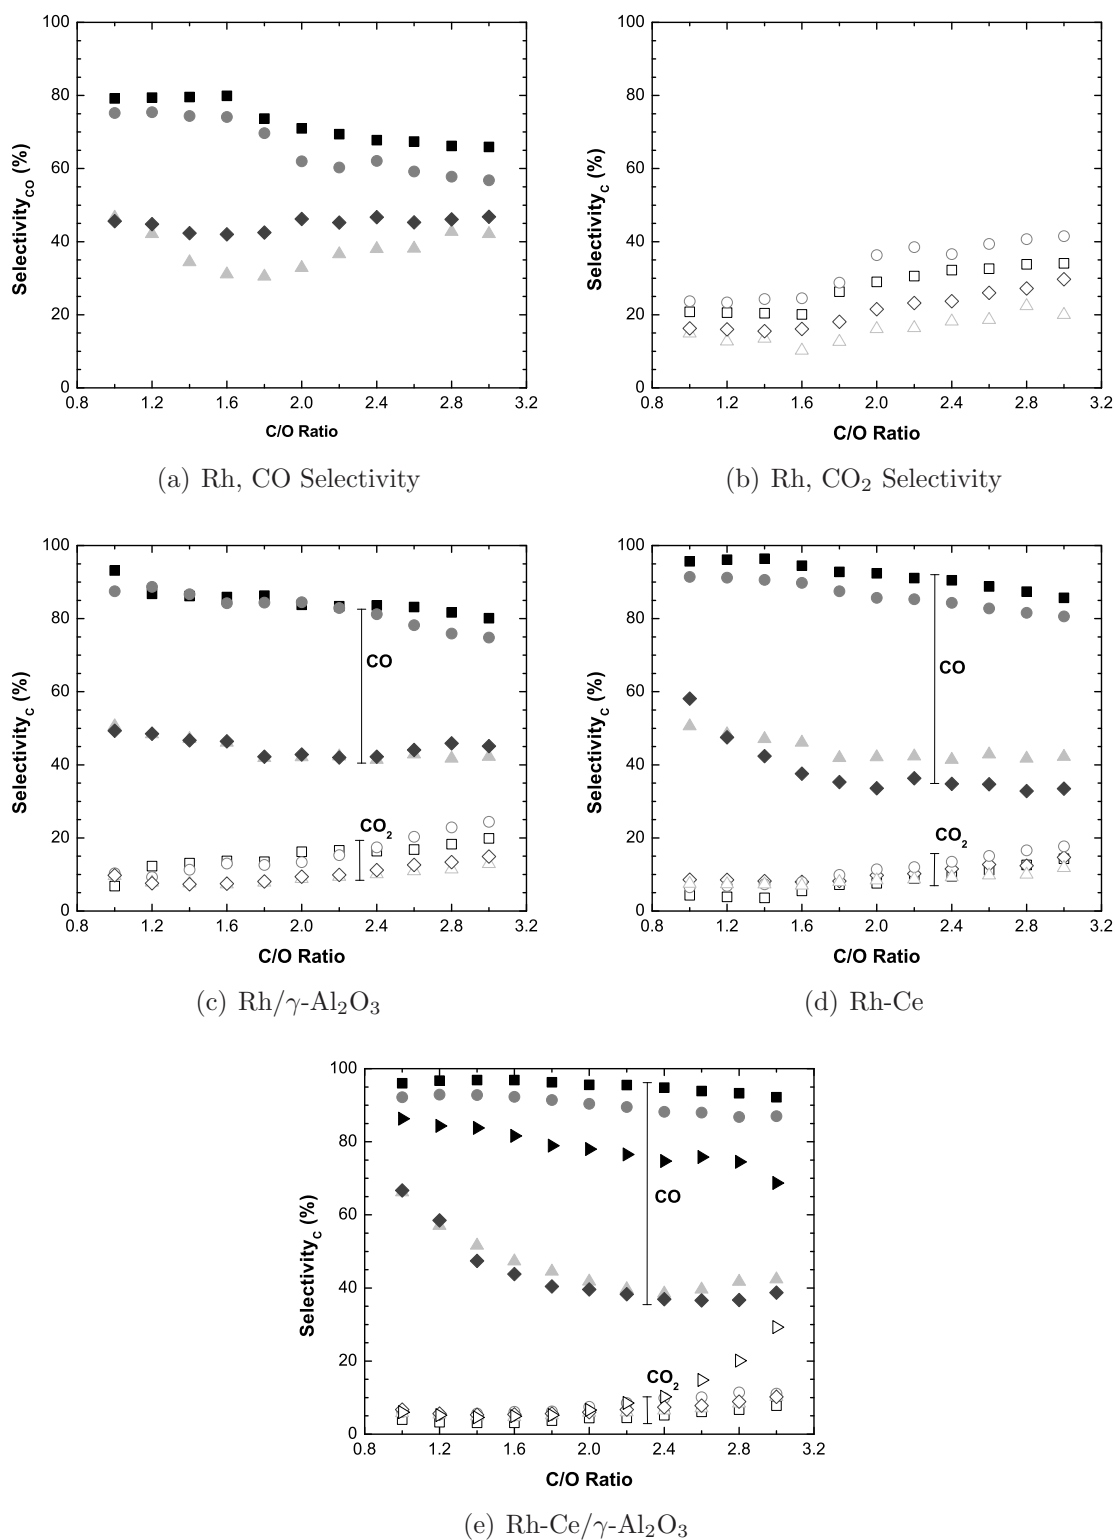 100
80
60
40
20
0
0.8 1.2 1.6 2.0 2.4 2.8 3.2
Selectivity_CO (%)
C/O Ratio
(a) Rh, CO Selectivity
100
80
60
40
20
0
0.8 1.2 1.6 2.0 2.4 2.8 3.2
Selectivity_C (%)
C/O Ratio
(b) Rh, CO₂ Selectivity
100
80
60
40
20
0
0.8 1.2 1.6 2.0 2.4 2.8 3.2
Selectivity_C (%)
CO
CO₂
C/O Ratio
(c) Rh/γ-Al₂O₃
100
80
60
40
20
0
0.8 1.2 1.6 2.0 2.4 2.8 3.2
Selectivity_C (%)
CO
CO₂
C/O Ratio
(d) Rh-Ce
100
80
60
40
20
0
0.8 1.2 1.6 2.0 2.4 2.8 3.2
Selectivity_C (%)
CO
CO₂
C/O Ratio
(e) Rh-Ce/γ-Al₂O₃